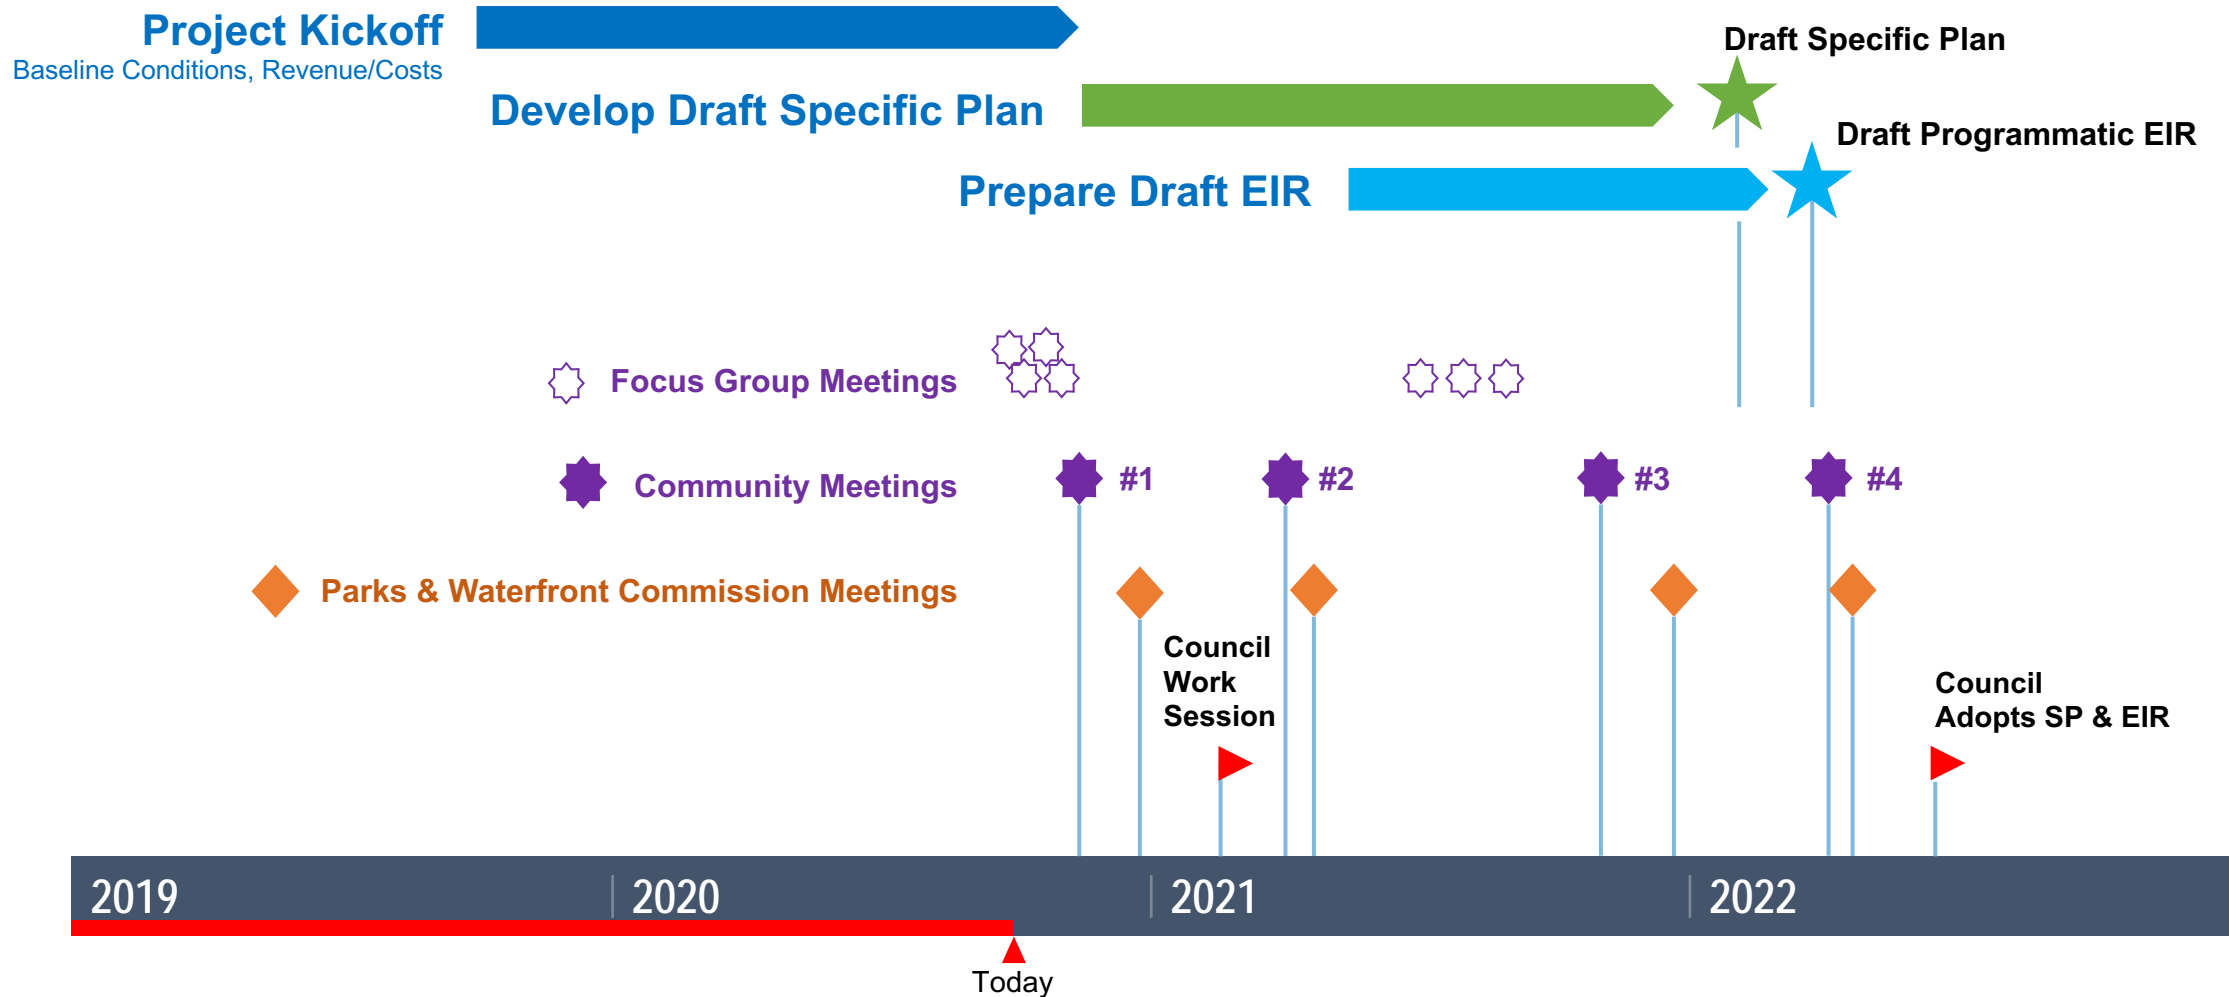 Project Kickoff
Baseline Conditions, Revenue/Costs
Draft Specific Plan
Develop Draft Specific Plan
Draft Programmatic EIR
Prepare Draft EIR
Focus Group Meetings
Community Meetings
#1
#2
#3
#4
Parks & Waterfront Commission Meetings
Council
Work
Session
Council
Adopts SP & EIR
2019
2020
2021
2022
Today